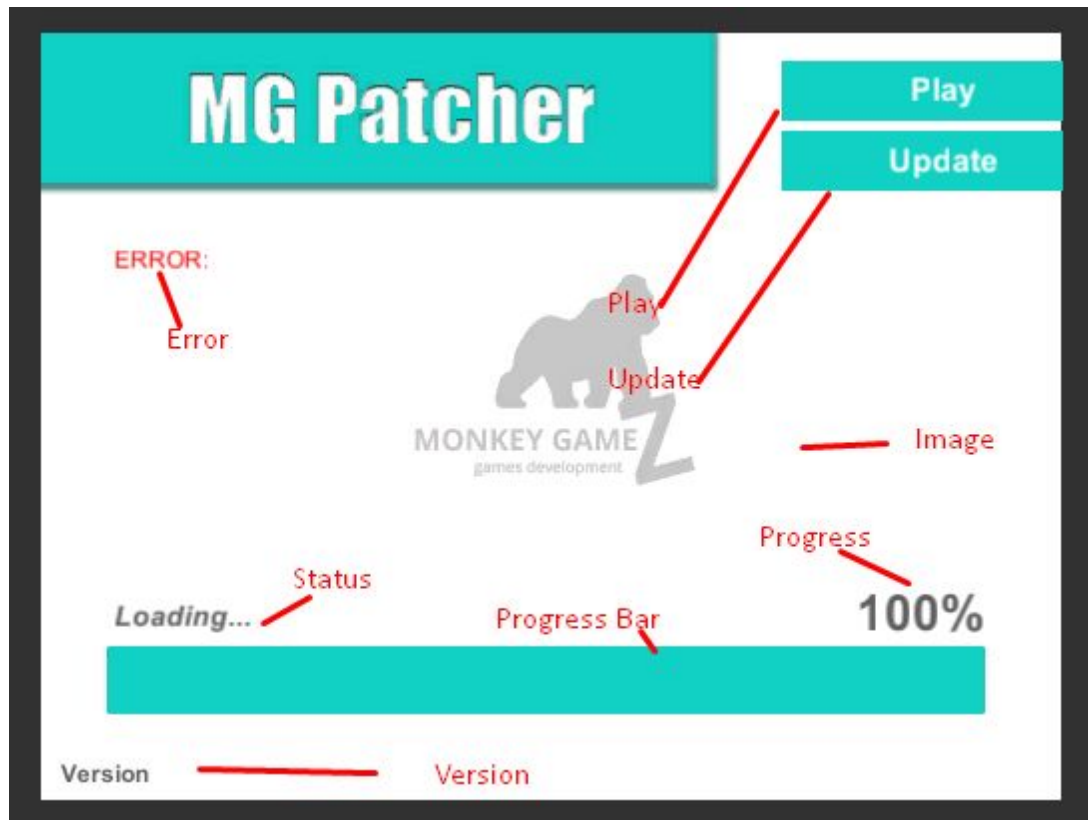 MG Patcher
Play
Update
ERROR:
Error
Play
Update
MONKEY GAME
games development
Image
Progress
Status
Loading...
Progress Bar
100%
Version
Version